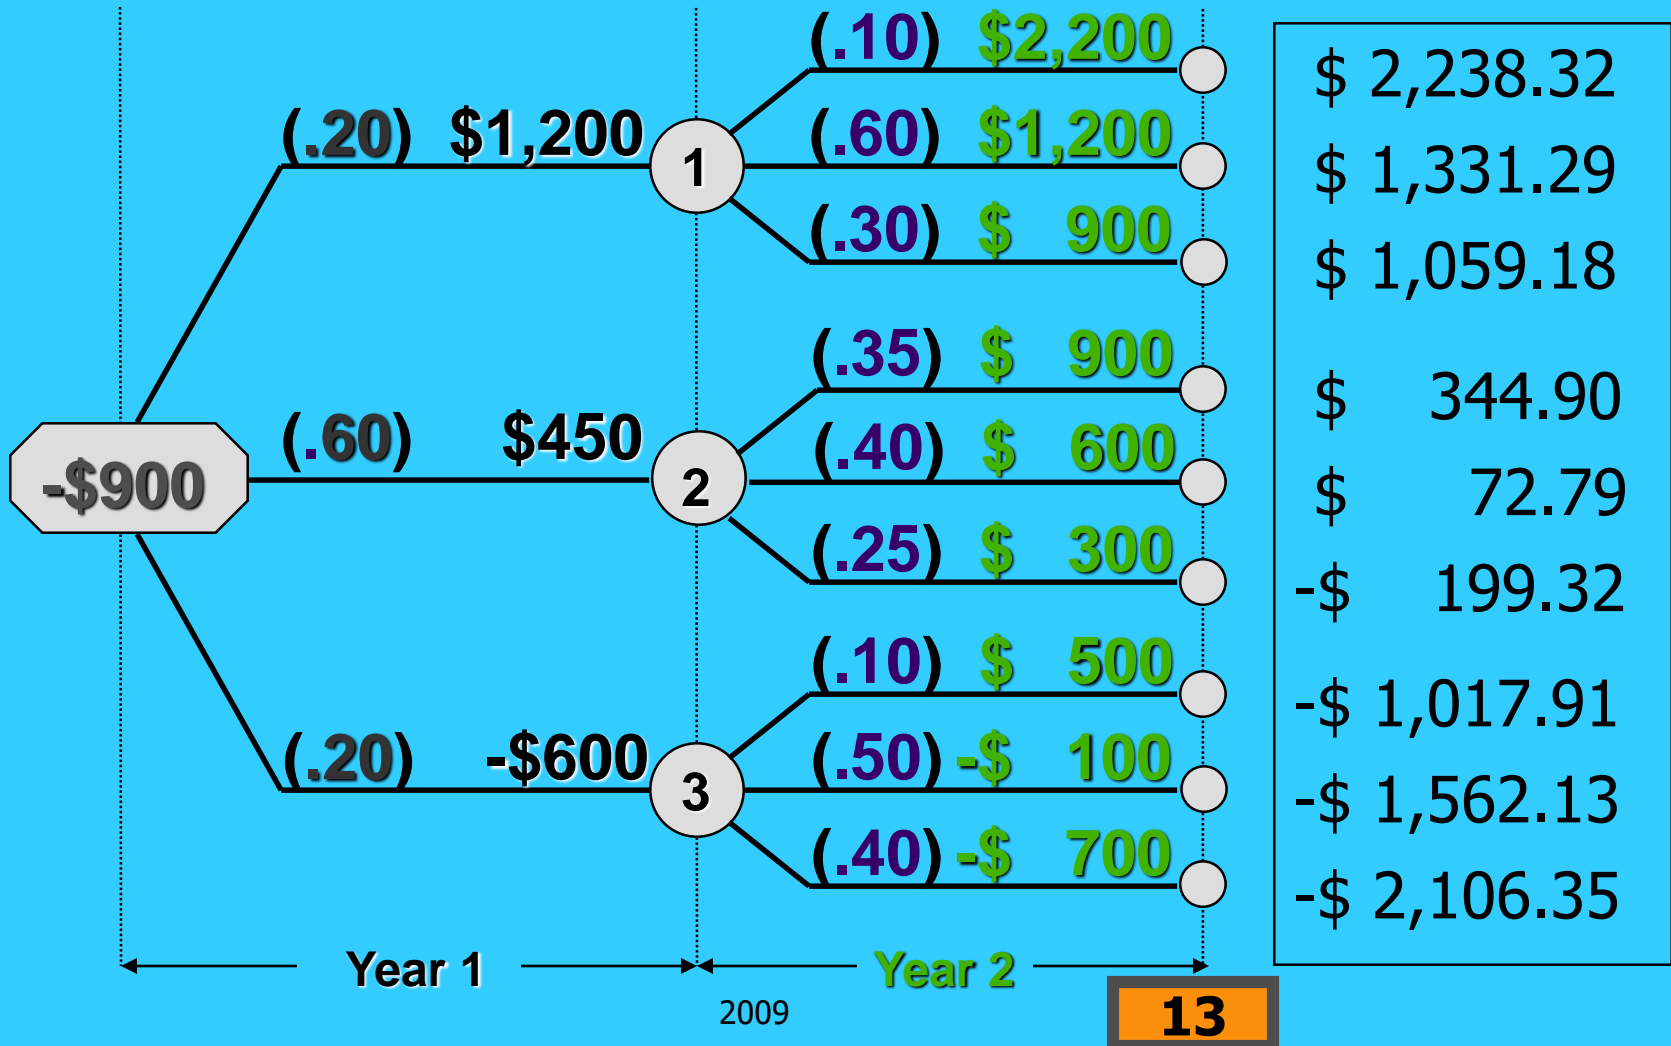 (.10) $2,200 $ 2,238.32
(.20) $1,200 1 (.60) $1,200 $ 1,331.29
(.30) $ 900 $ 1,059.18
(.35) $ 900 $ 344.90
-$900 (.60) $450 2 (.40) $ 600 $ 72.79
(.25) $ 300 -$ 199.32
(.10) $ 500 -$ 1,017.91
(.20) -$600 3 (.50) -$ 100 -$ 1,562.13
(.40) -$ 700 -$ 2,106.35
Year 1 Year 2
2009 13